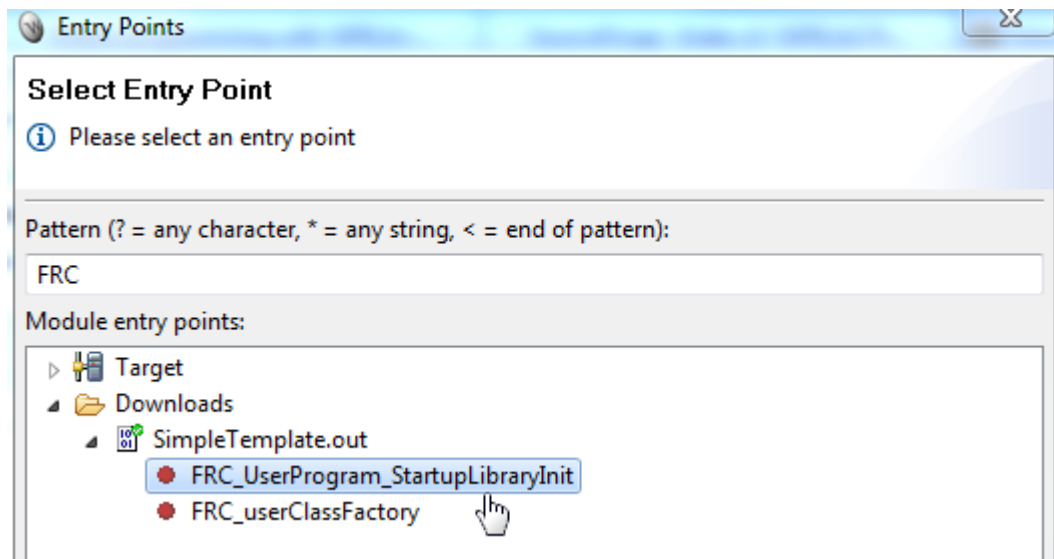 Entry Points
Select Entry Point
Please select an entry point
Pattern (? = any character, * = any string, < = end of pattern):
FRC
Module entry points:
Target
Downloads
SimpleTemplate.out
FRC_UserProgram_StartupLibraryInit
FRC_userClassFactory